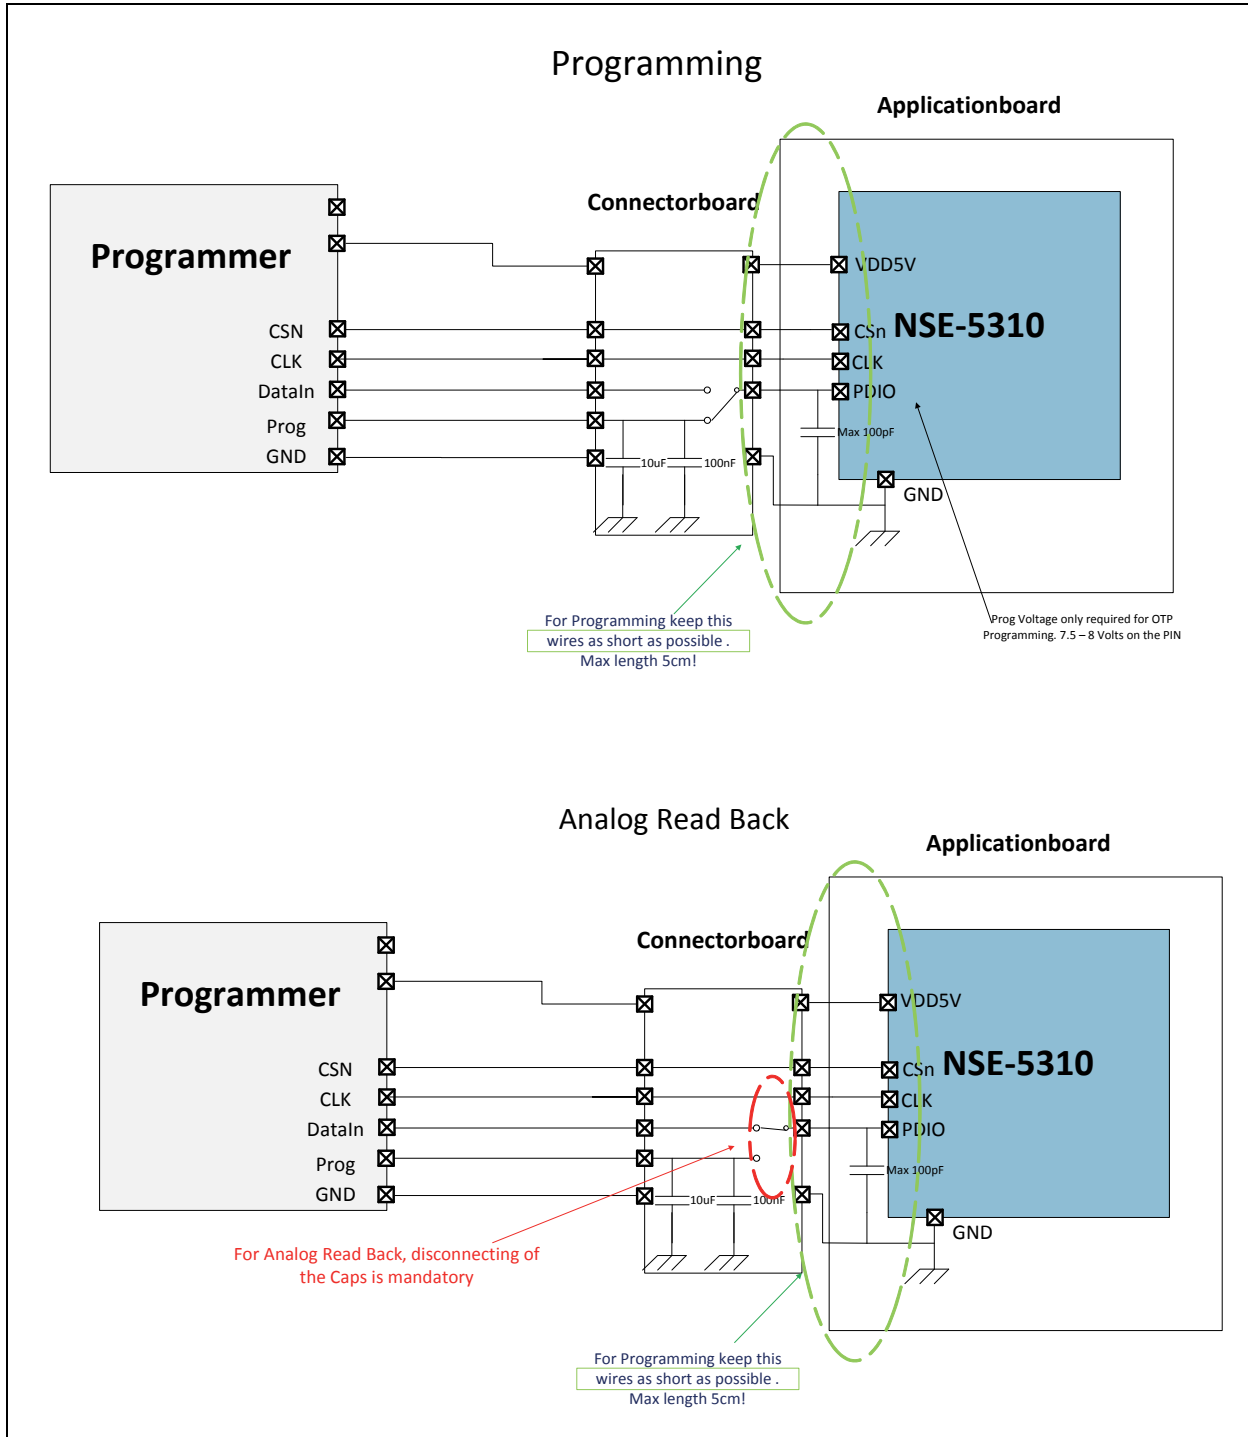 Programming
Applicationboard
Connectorboard
Programmer
VDD5V
CSN
CSn
NSE-5310
CLK
CLK
DataIn
PDIO
Prog
Max 100pF
GND
10uF
100nF
GND
For Programming keep this
wires as short as possible .
Max length 5cm!
Prog Voltage only required for OTP
Programming. 7.5 – 8 Volts on the PIN
Analog Read Back
Applicationboard
Connectorboard
Programmer
VDD5V
CSN
CSn
NSE-5310
CLK
CLK
DataIn
PDIO
Prog
Max 100pF
GND
10uF
100nF
GND
For Analog Read Back, disconnecting of
the Caps is mandatory
For Programming keep this
wires as short as possible .
Max length 5cm!